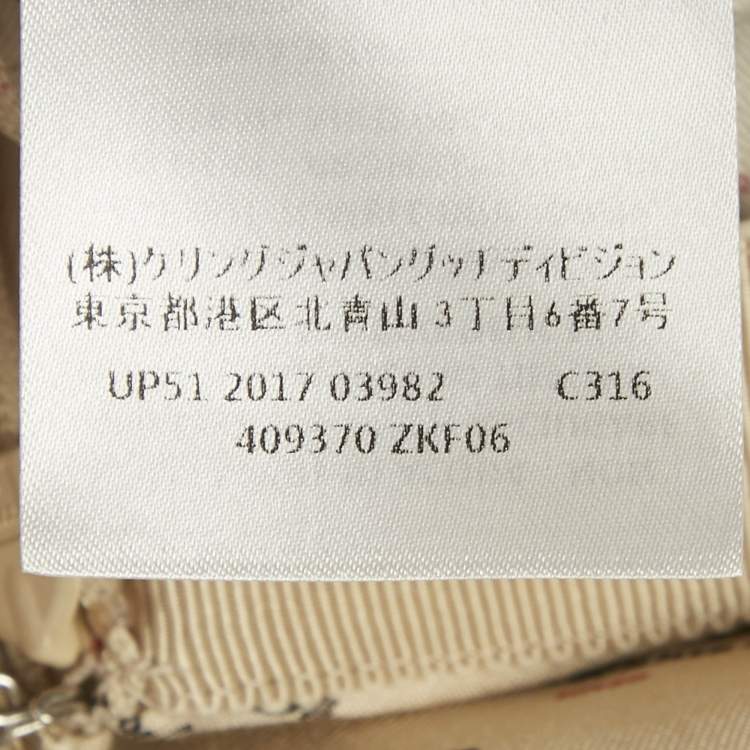 (株)ケリングジャパングッチディビジョン
東京都港区北青山3丁目6番7号
UP51 2017 03982 C316
409370 ZKF06